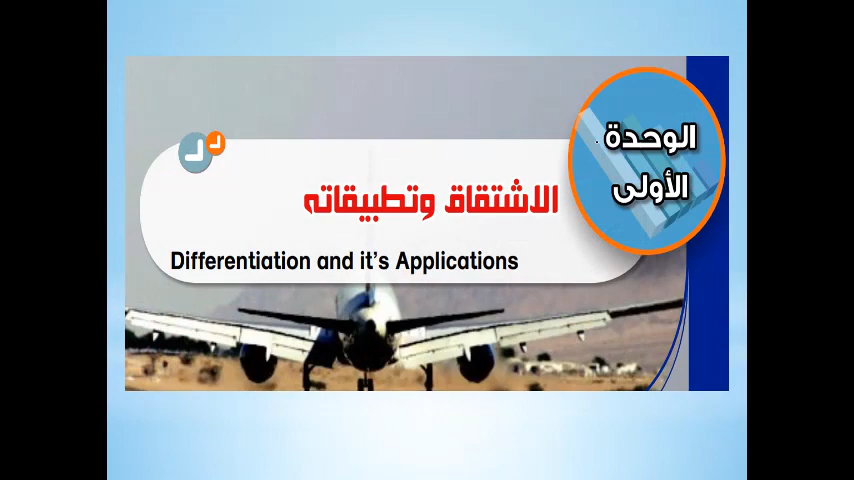 الوحدة
الأولى
الاشتقاق وتطبيقاته
Differentiation and it's Applications